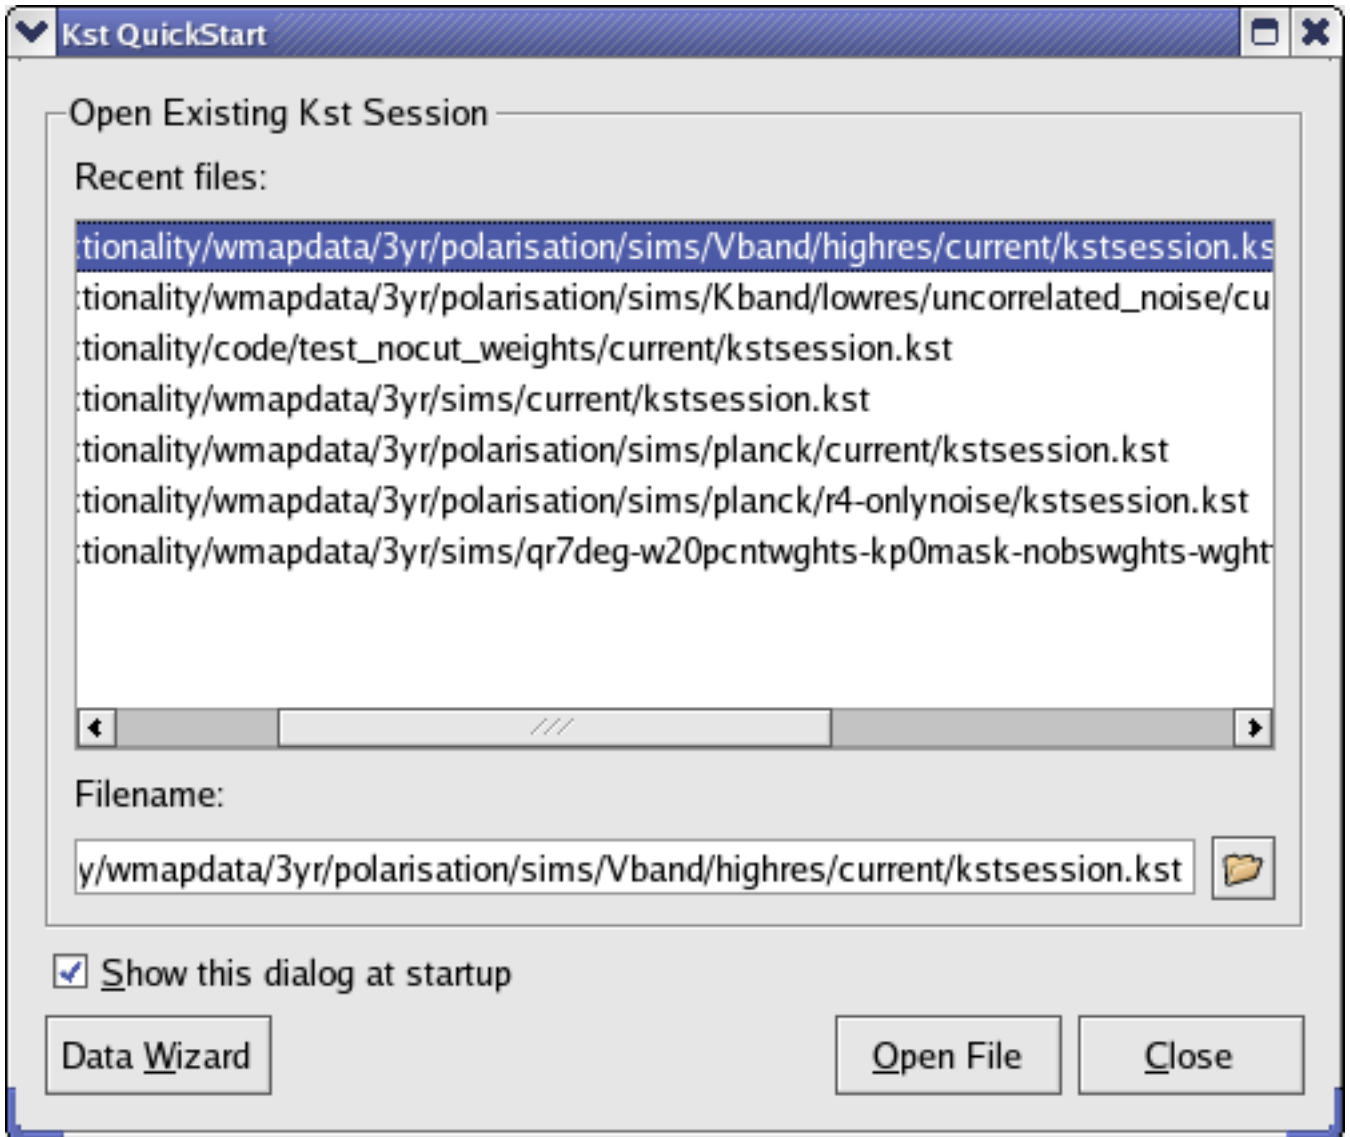 Kst QuickStart
Open Existing Kst Session
Recent files:
tionality/wmapdata/3yr/polarisation/sims/Vband/highres/current/kstsession.ks
tionality/wmapdata/3yr/polarisation/sims/Kband/lowres/uncorrelated_noise/cu
tionality/code/test_nocut_weights/current/kstsession.kst
tionality/wmapdata/3yr/sims/current/kstsession.kst
tionality/wmapdata/3yr/polarisation/sims/planck/current/kstsession.kst
tionality/wmapdata/3yr/polarisation/sims/planck/r4-onlynoise/kstsession.kst
tionality/wmapdata/3yr/sims/qr7deg-w20pcntwghts-kp0mask-nobswghts-wght
Filename:
y/wmapdata/3yr/polarisation/sims/Vband/highres/current/kstsession.kst
Show this dialog at startup
Data Wizard
Open File
Close